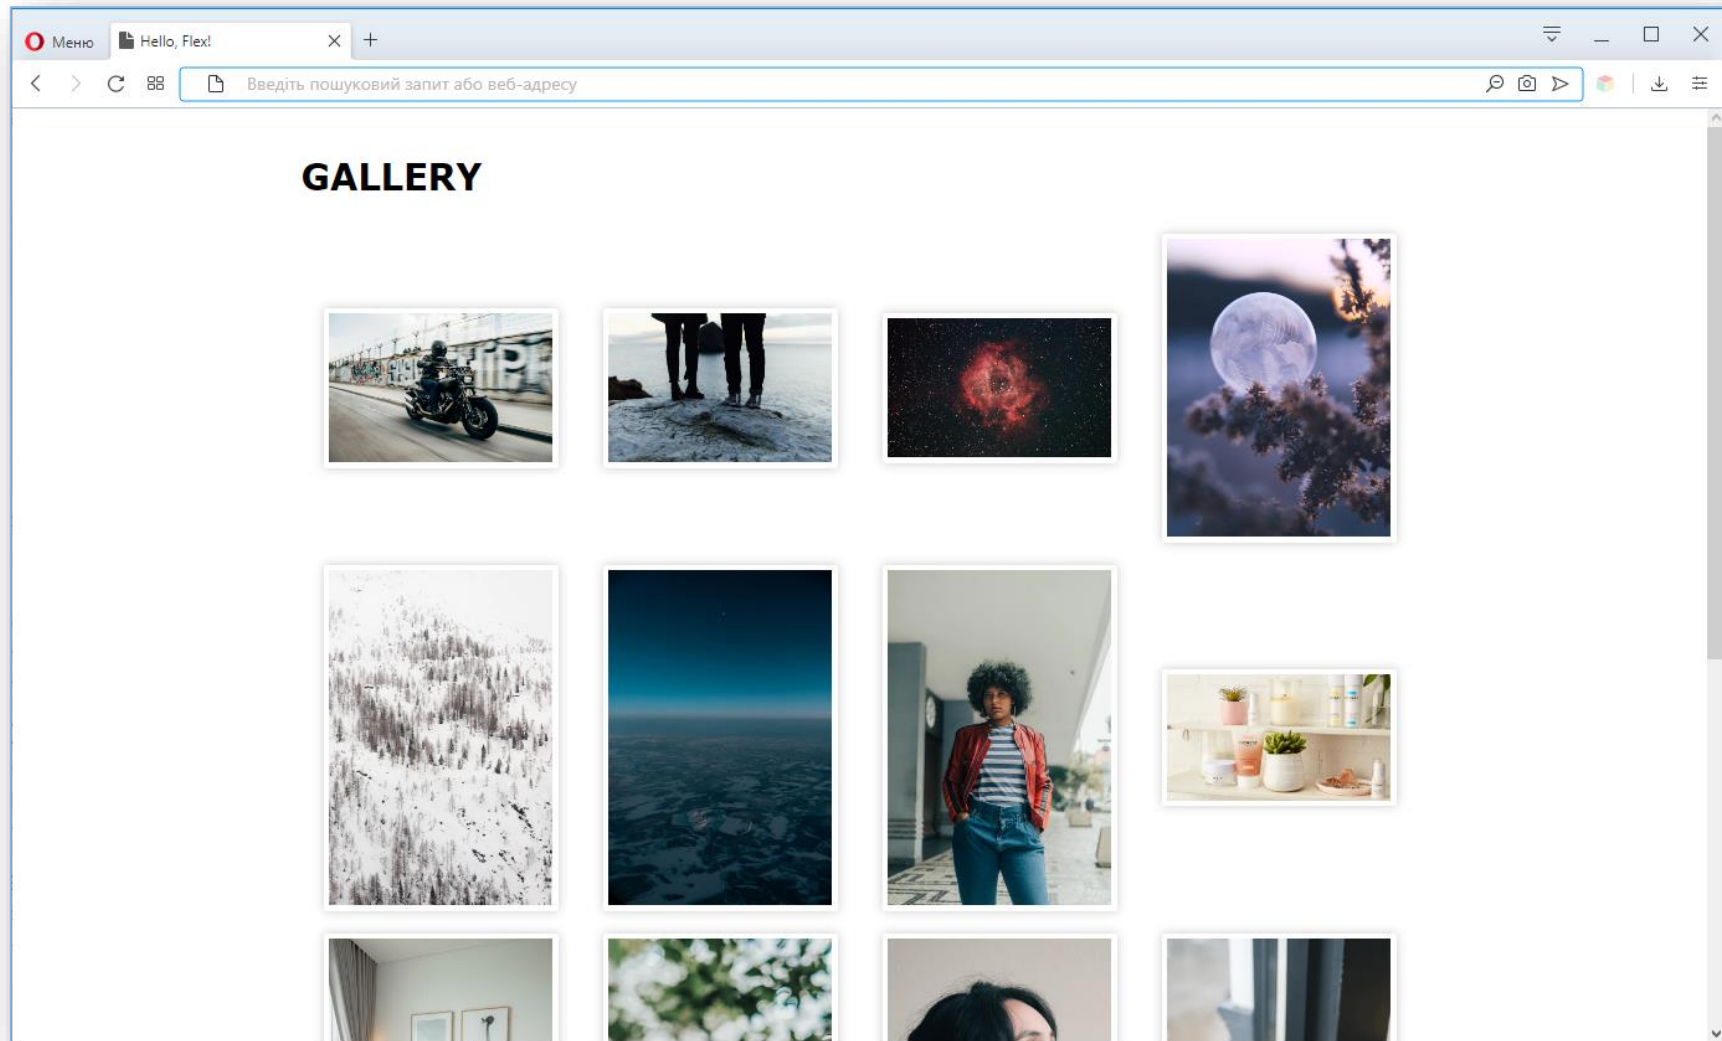 Меню
Hello, Flex!
Введіть пошуковий запит або веб-адресу
GALLERY